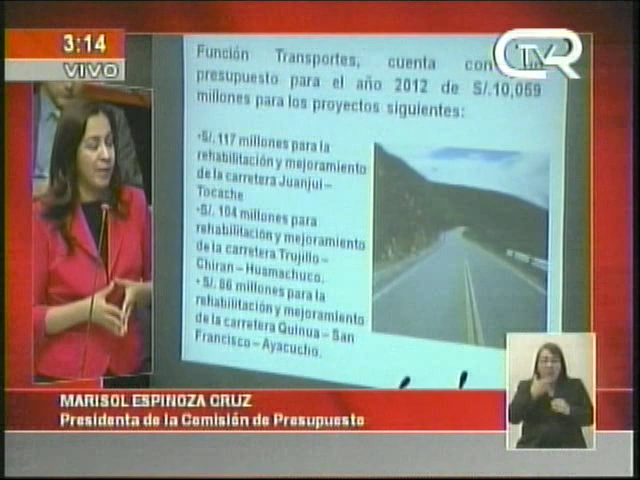 3:14
VIVO
CTVR
Función Transportes, cuenta con
presupuesto para el año 2012 de S/.10,059
millones para los proyectos siguientes:
•S/. 117 millones para la
rehabilitación y mejoramiento
de la carretera Juanjui –
Tocache
•S/. 104 millones para
rehabilitación y mejoramiento
de la carretera Trujillo –
Chiran – Huamachuco.
• S/. 86 millones para la
rehabilitación y mejoramiento
de la carretera Quinua – San
Francisco – Ayacucho.
MARISOL ESPINOZA CRUZ
Presidenta de la Comisión de Presupuesto